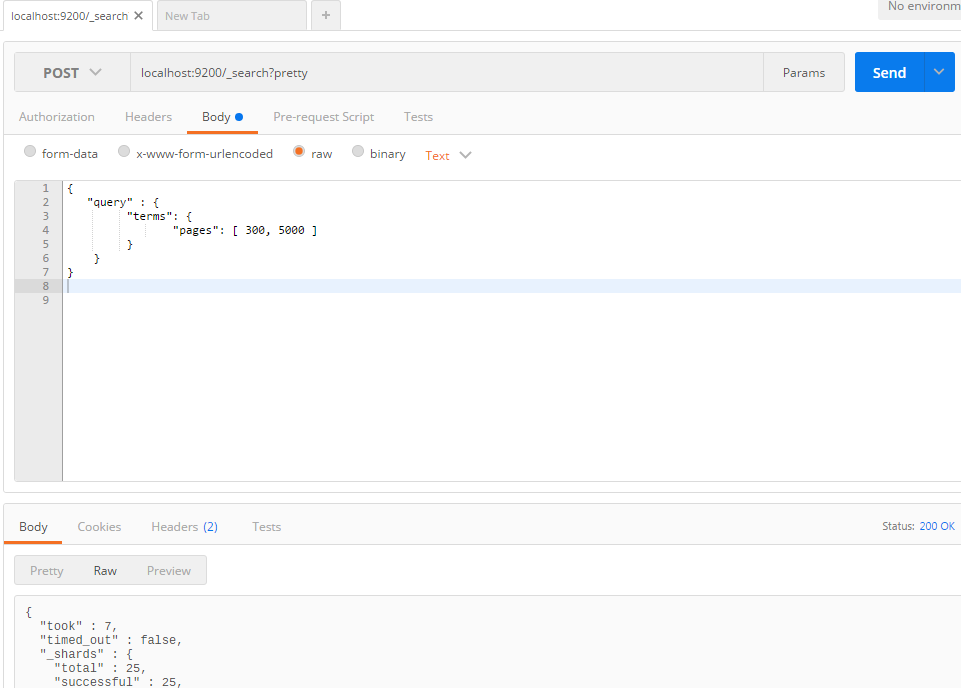 localhost:9200/_search × New Tab + No environm
POST localhost:9200/_search?pretty Params Send
Authorization Headers Body Pre-request Script Tests
form-data x-www-form-urlencoded raw binary Text
1 {
2 "query" : {
3 "terms": {
4 "pages": [ 300, 5000 ]
5 }
6 }
7 }
8
9
Body Cookies Headers (2) Tests Status: 200 OK
Pretty Raw Preview
{
"took" : 7,
"timed_out" : false,
"_shards" : {
"total" : 25,
"successful" : 25,